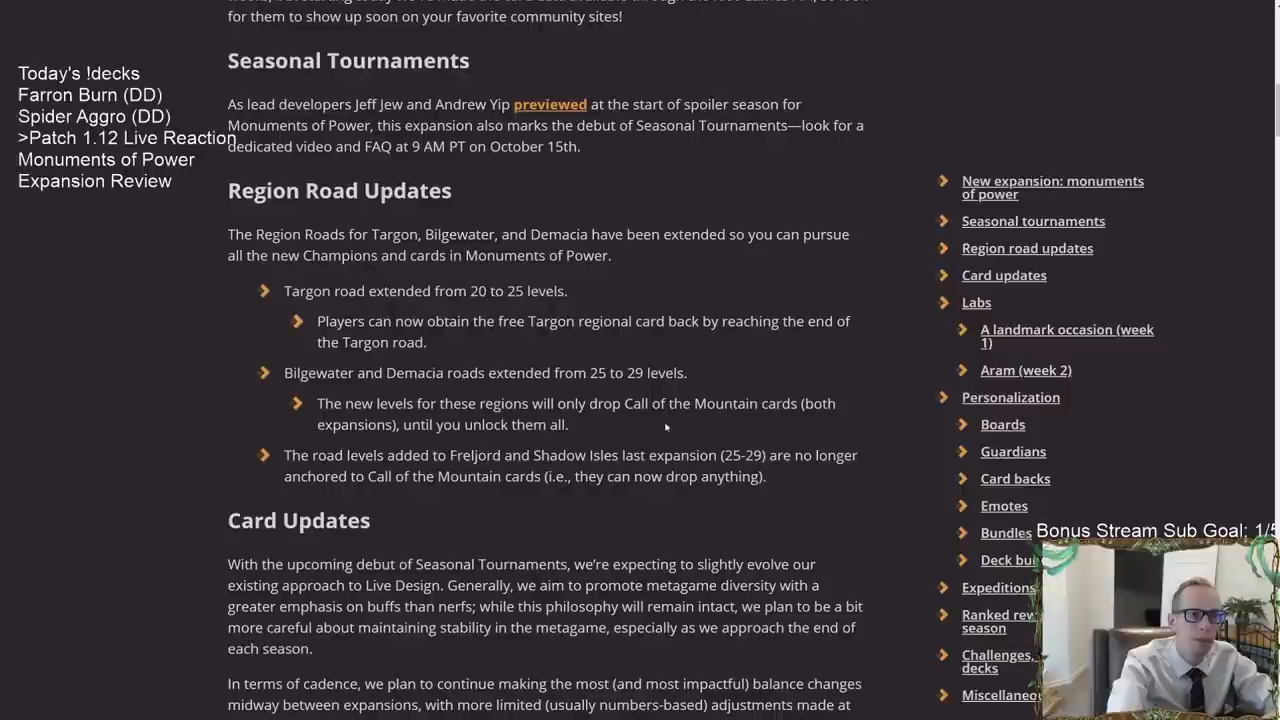 for them to show up soon on your favorite community sites!
Seasonal Tournaments
Today's !decks
Farron Burn (DD)
Spider Aggro (DD)
>Patch 1.12 Live Reaction
Monuments of Power
Expansion Review
As lead developers Jeff Jew and Andrew Yip previewed at the start of spoiler season for
Monuments of Power, this expansion also marks the debut of Seasonal Tournaments—look for a
dedicated video and FAQ at 9 AM PT on October 15th.
Region Road Updates
The Region Roads for Targon, Bilgewater, and Demacia have been extended so you can pursue
all the new Champions and cards in Monuments of Power.
Targon road extended from 20 to 25 levels.
Players can now obtain the free Targon regional card back by reaching the end of
the Targon road.
Bilgewater and Demacia roads extended from 25 to 29 levels.
The new levels for these regions will only drop Call of the Mountain cards (both
expansions), until you unlock them all.
The road levels added to Freljord and Shadow Isles last expansion (25-29) are no longer
anchored to Call of the Mountain cards (i.e., they can now drop anything).
Card Updates
With the upcoming debut of Seasonal Tournaments, we're expecting to slightly evolve our
existing approach to Live Design. Generally, we aim to promote metagame diversity with a
greater emphasis on buffs than nerfs; while this philosophy will remain intact, we plan to be a bit
more careful about maintaining stability in the metagame, especially as we approach the end of
each season.
In terms of cadence, we plan to continue making the most (and most impactful) balance changes
midway between expansions, with more limited (usually numbers-based) adjustments made at
New expansion: monuments
of power
Seasonal tournaments
Region road updates
Card updates
Labs
A landmark occasion (week
1)
Aram (week 2)
Personalization
Boards
Guardians
Card backs
Emotes
Bundles
Deck bu
Expeditions
Ranked
season
Challenges,
decks
Bonus Stream Sub Goal: 1/5